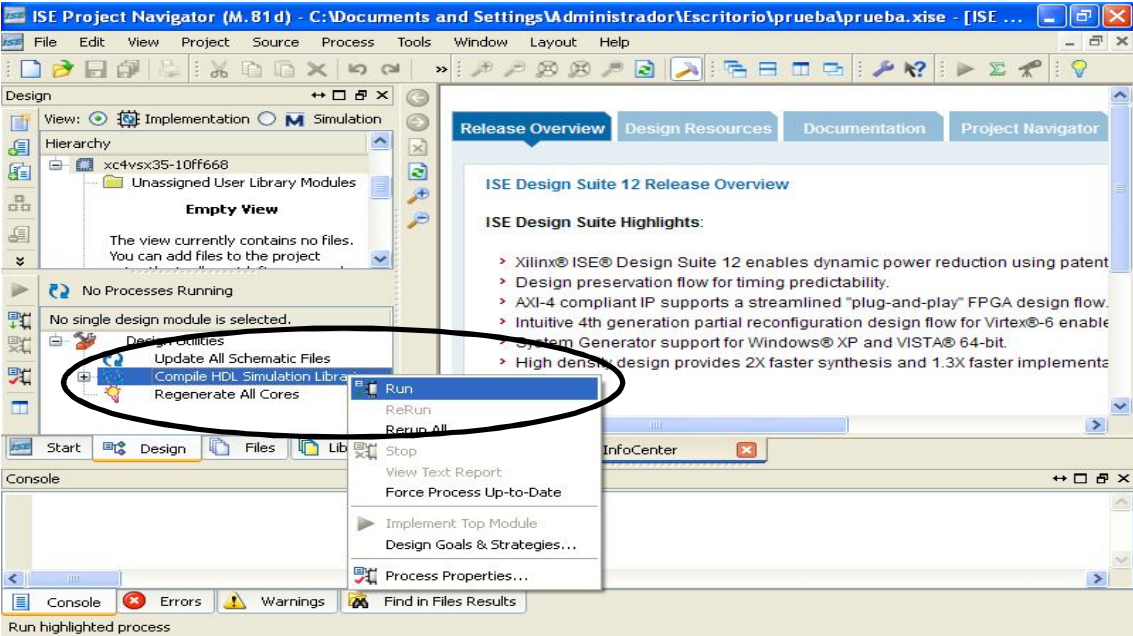 ISE Project Navigator (M.81d) - C:\Documents and Settings\Administrador\Escritorio\prueba\prueba.xise - [ISE ...
File Edit View Project Source Process Tools Window Layout Help
Design
View: Implementation Simulation
Hierarchy
xc4vsx35-10ff668
Unassigned User Library Modules
Empty View
The view currently contains no files.
You can add files to the project
No Processes Running
No single design module is selected.
Design Utilities
Update All Schematic Files
Compile HDL Simulation Librari
Regenerate All Cores
Start Design Files Lib
Release Overview Design Resources Documentation Project Navigator
ISE Design Suite 12 Release Overview
ISE Design Suite Highlights:
Xilinx® ISE® Design Suite 12 enables dynamic power reduction using patent
Design preservation flow for timing predictability.
AXI-4 compliant IP supports a streamlined "plug-and-play" FPGA design flow.
Intuitive 4th generation partial reconfiguration design flow for Virtex®-6 enable
System Generator support for Windows® XP and VISTA® 64-bit.
High density design provides 2X faster synthesis and 1.3X faster implementa
InfoCenter
Run
ReRun
Rerun All
Stop
View Text Report
Force Process Up-to-Date
Implement Top Module
Design Goals & Strategies...
Process Properties...
Console
Console Errors Warnings Find in Files Results
Run highlighted process